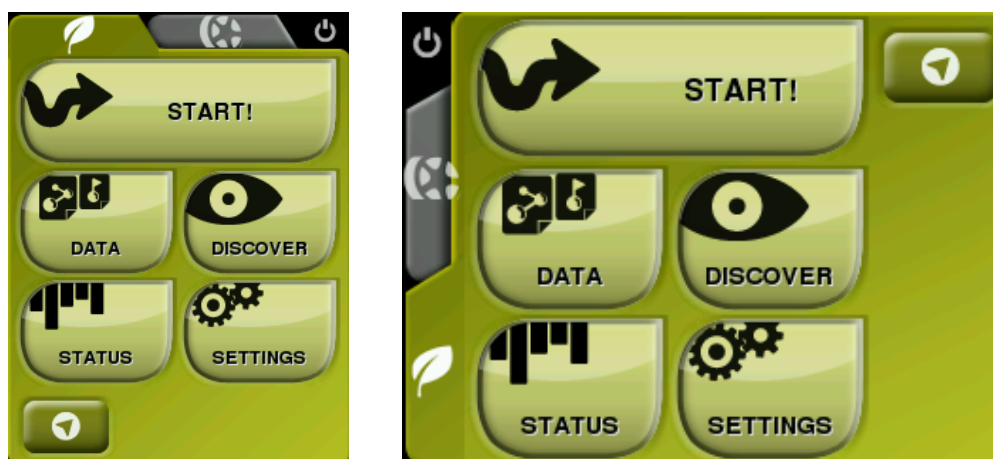 START!
DATA
DISCOVER
STATUS
SETTINGS
START!
DATA
DISCOVER
STATUS
SETTINGS